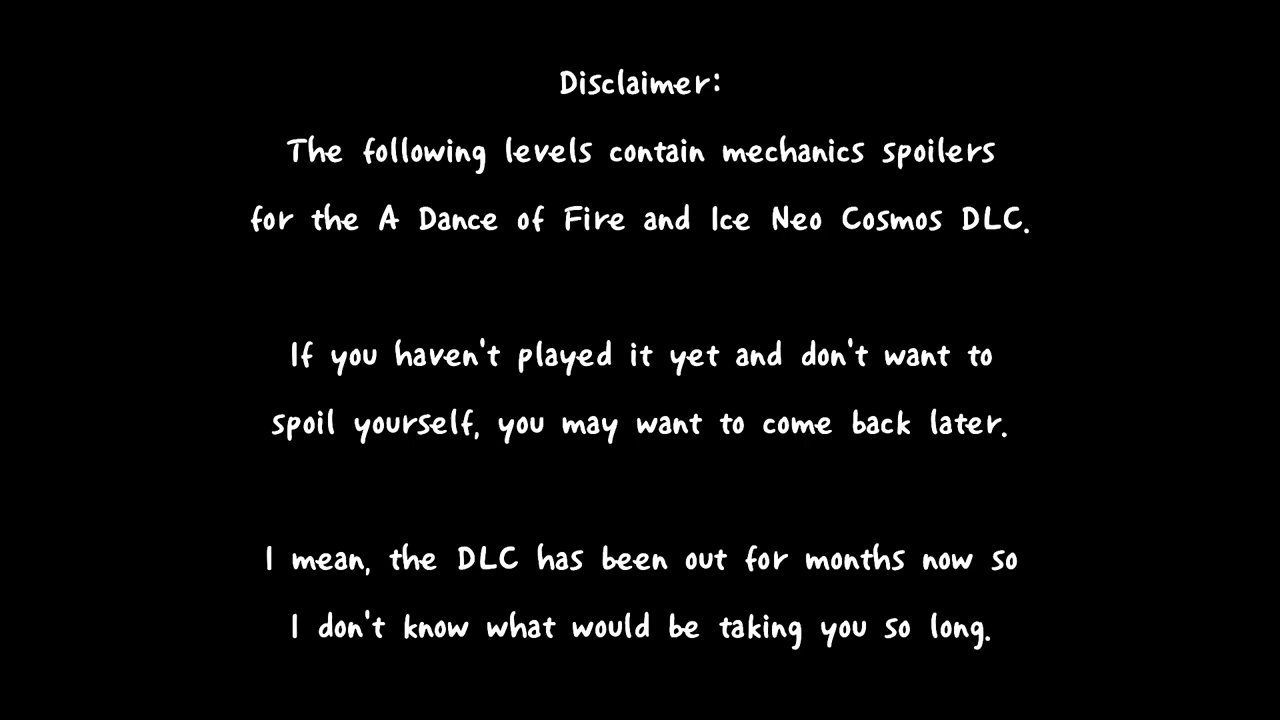 Disclaimer:
The following levels contain mechanics spoilers
for the A Dance of Fire and Ice Neo Cosmos DLC.
If you haven't played it yet and don't want to
spoil yourself, you may want to come back later.
I mean, the DLC has been out for months now so
I don't know what would be taking you so long.